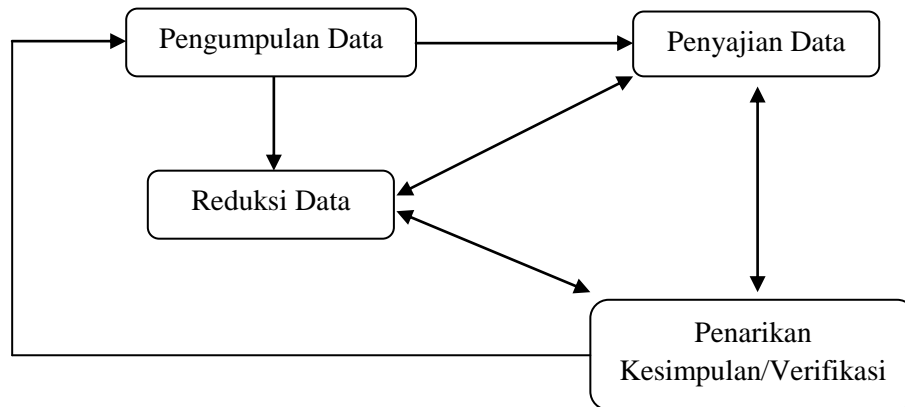 Pengumpulan Data
Penyajian Data
Reduksi Data
Penarikan
Kesimpulan/Verifikasi